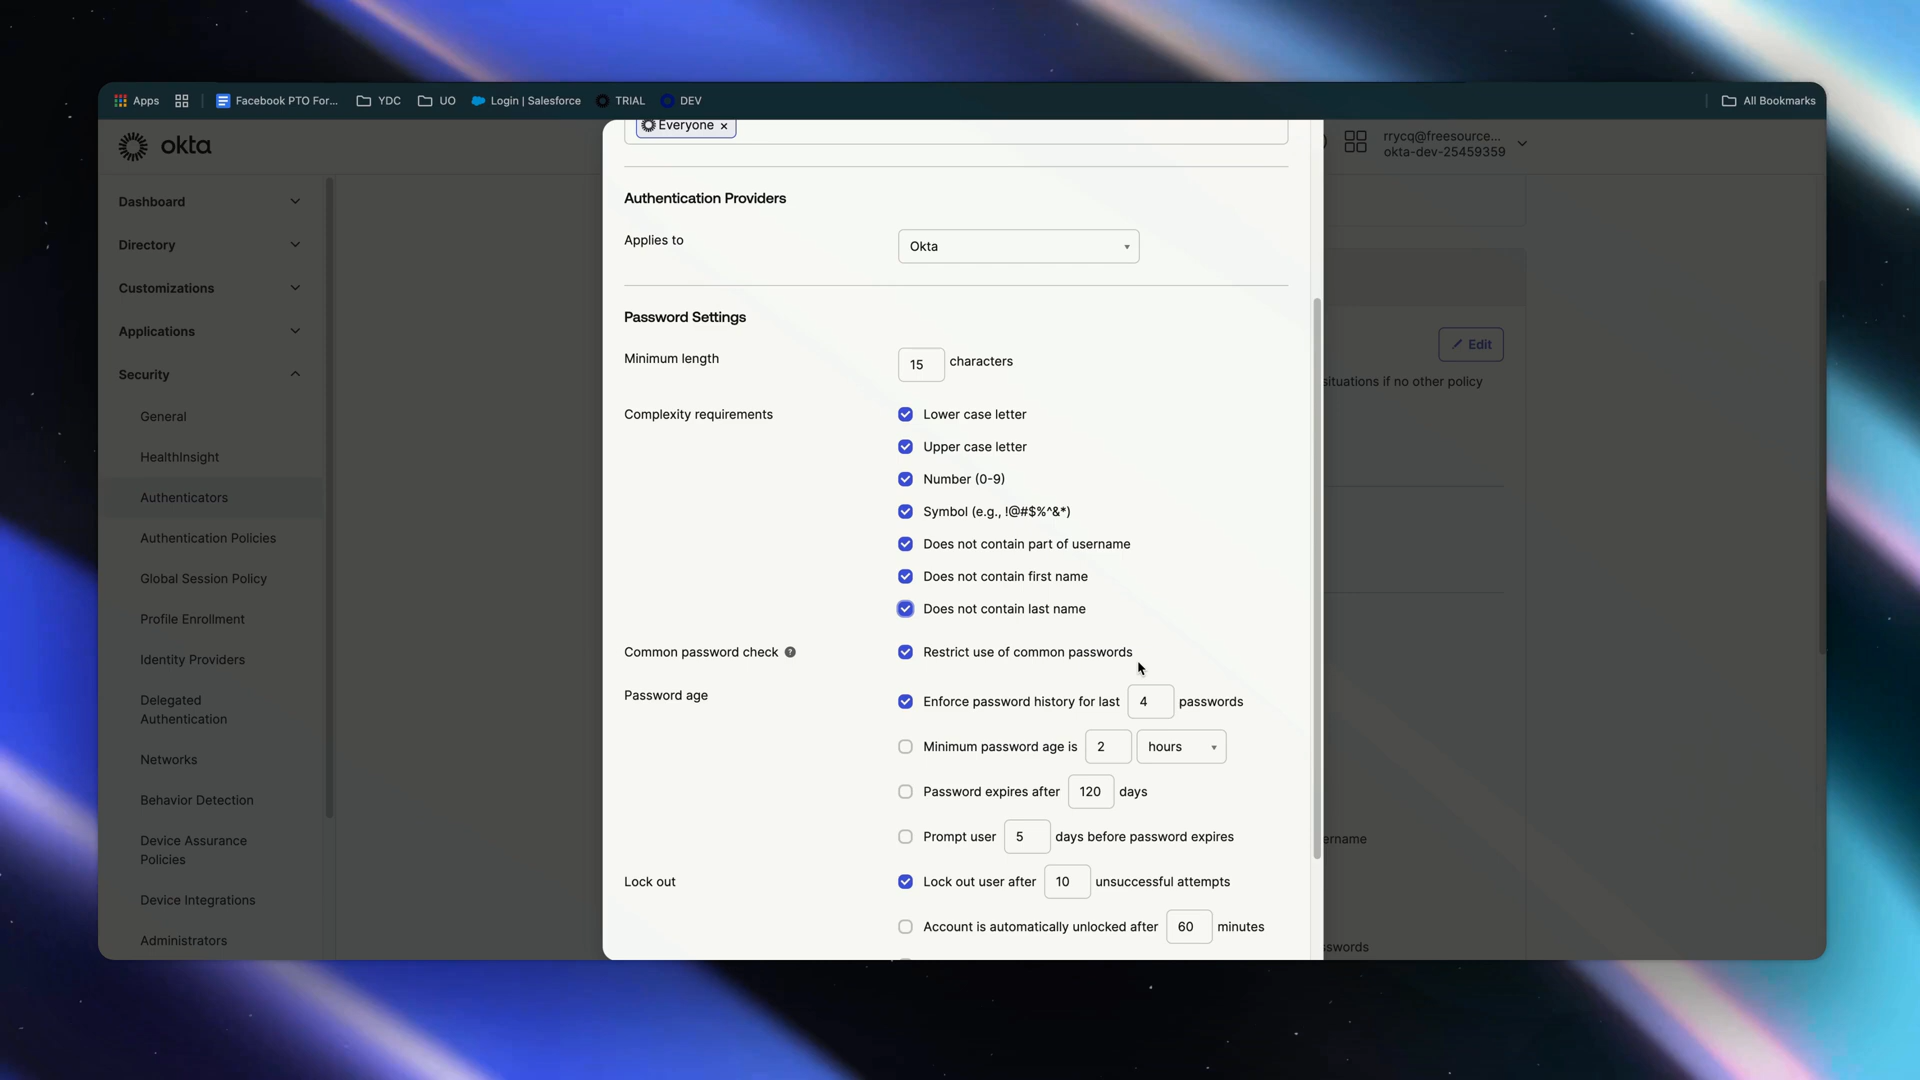 Apps
Facebook PTO For...
YDC
UO
Login | Salesforce
TRIAL
DEV
All Bookmarks
okta
rrycq@freesource...
okta-dev-25459359
Dashboard
Directory
Customizations
Applications
Security
General
HealthInsight
Authenticators
Authentication Policies
Global Session Policy
Profile Enrollment
Identity Providers
Delegated
Authentication
Networks
Behavior Detection
Device Assurance
Policies
Device Integrations
Administrators
Everyone ×
Authentication Providers
Applies to
Okta
Password Settings
Minimum length
15 characters
Complexity requirements
Lower case letter
Upper case letter
Number (0-9)
Symbol (e.g., !@#$%^&*)
Does not contain part of username
Does not contain first name
Does not contain last name
Common password check ?
Restrict use of common passwords
Password age
Enforce password history for last 4 passwords
Minimum password age is 2 hours
Password expires after 120 days
Prompt user 5 days before password expires
Lock out
Lock out user after 10 unsuccessful attempts
Account is automatically unlocked after 60 minutes
Edit
situations if no other policy